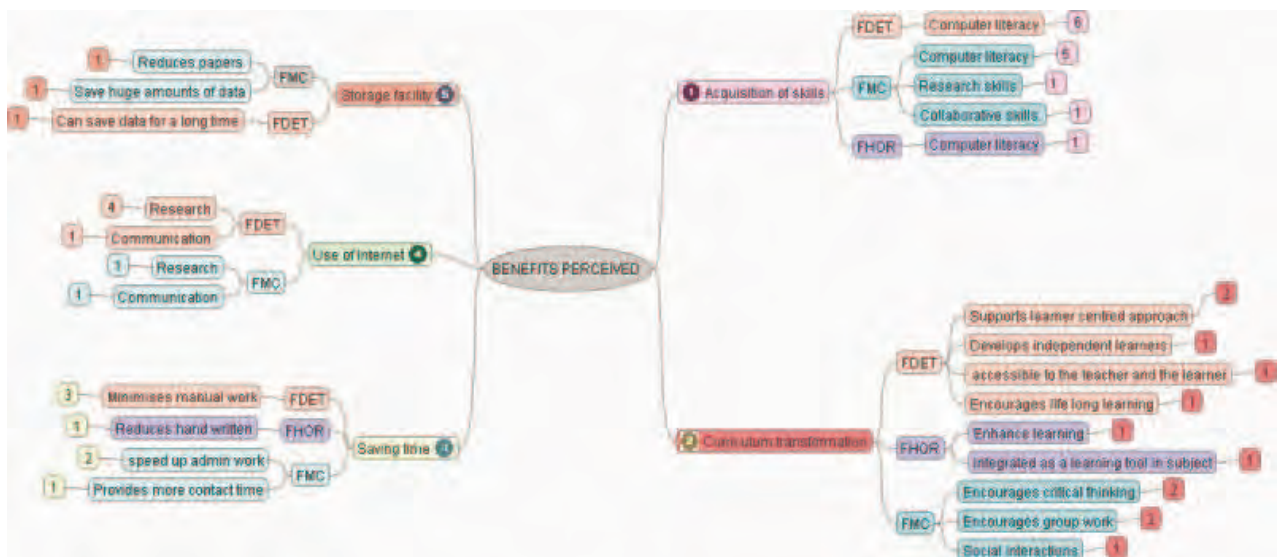 BENEFITS PERCEIVED
1 Acquisition of skills
FDET
Computer literacy 6
FMC
Computer literacy 5
Research skills 1
Collaborative skills 1
FHOR
Computer literacy 1
Curriculum transformation
FDET
Supports learner centred approach
Develops independent learners 1
accessible to the teacher and the learner
Encourages life long learning 1
FHOR
Enhance learning 1
Integrated as a learning tool in subject 1
FMC
Encourages critical thinking 2
Encourages group work
Social interactions 1
Saving time
FDET
Minimises manual work 3
FHOR
Reduces hand written
FMC
speed up admin work 2
Provides more contact time 1
Use of internet 4
FDET
Research 4
Communication 1
FMC
Research 1
Communication 1
Storage facility 5
FMC
Reduces papers 1
Save huge amounts of data 1
FDET
Can save data for a long time 1